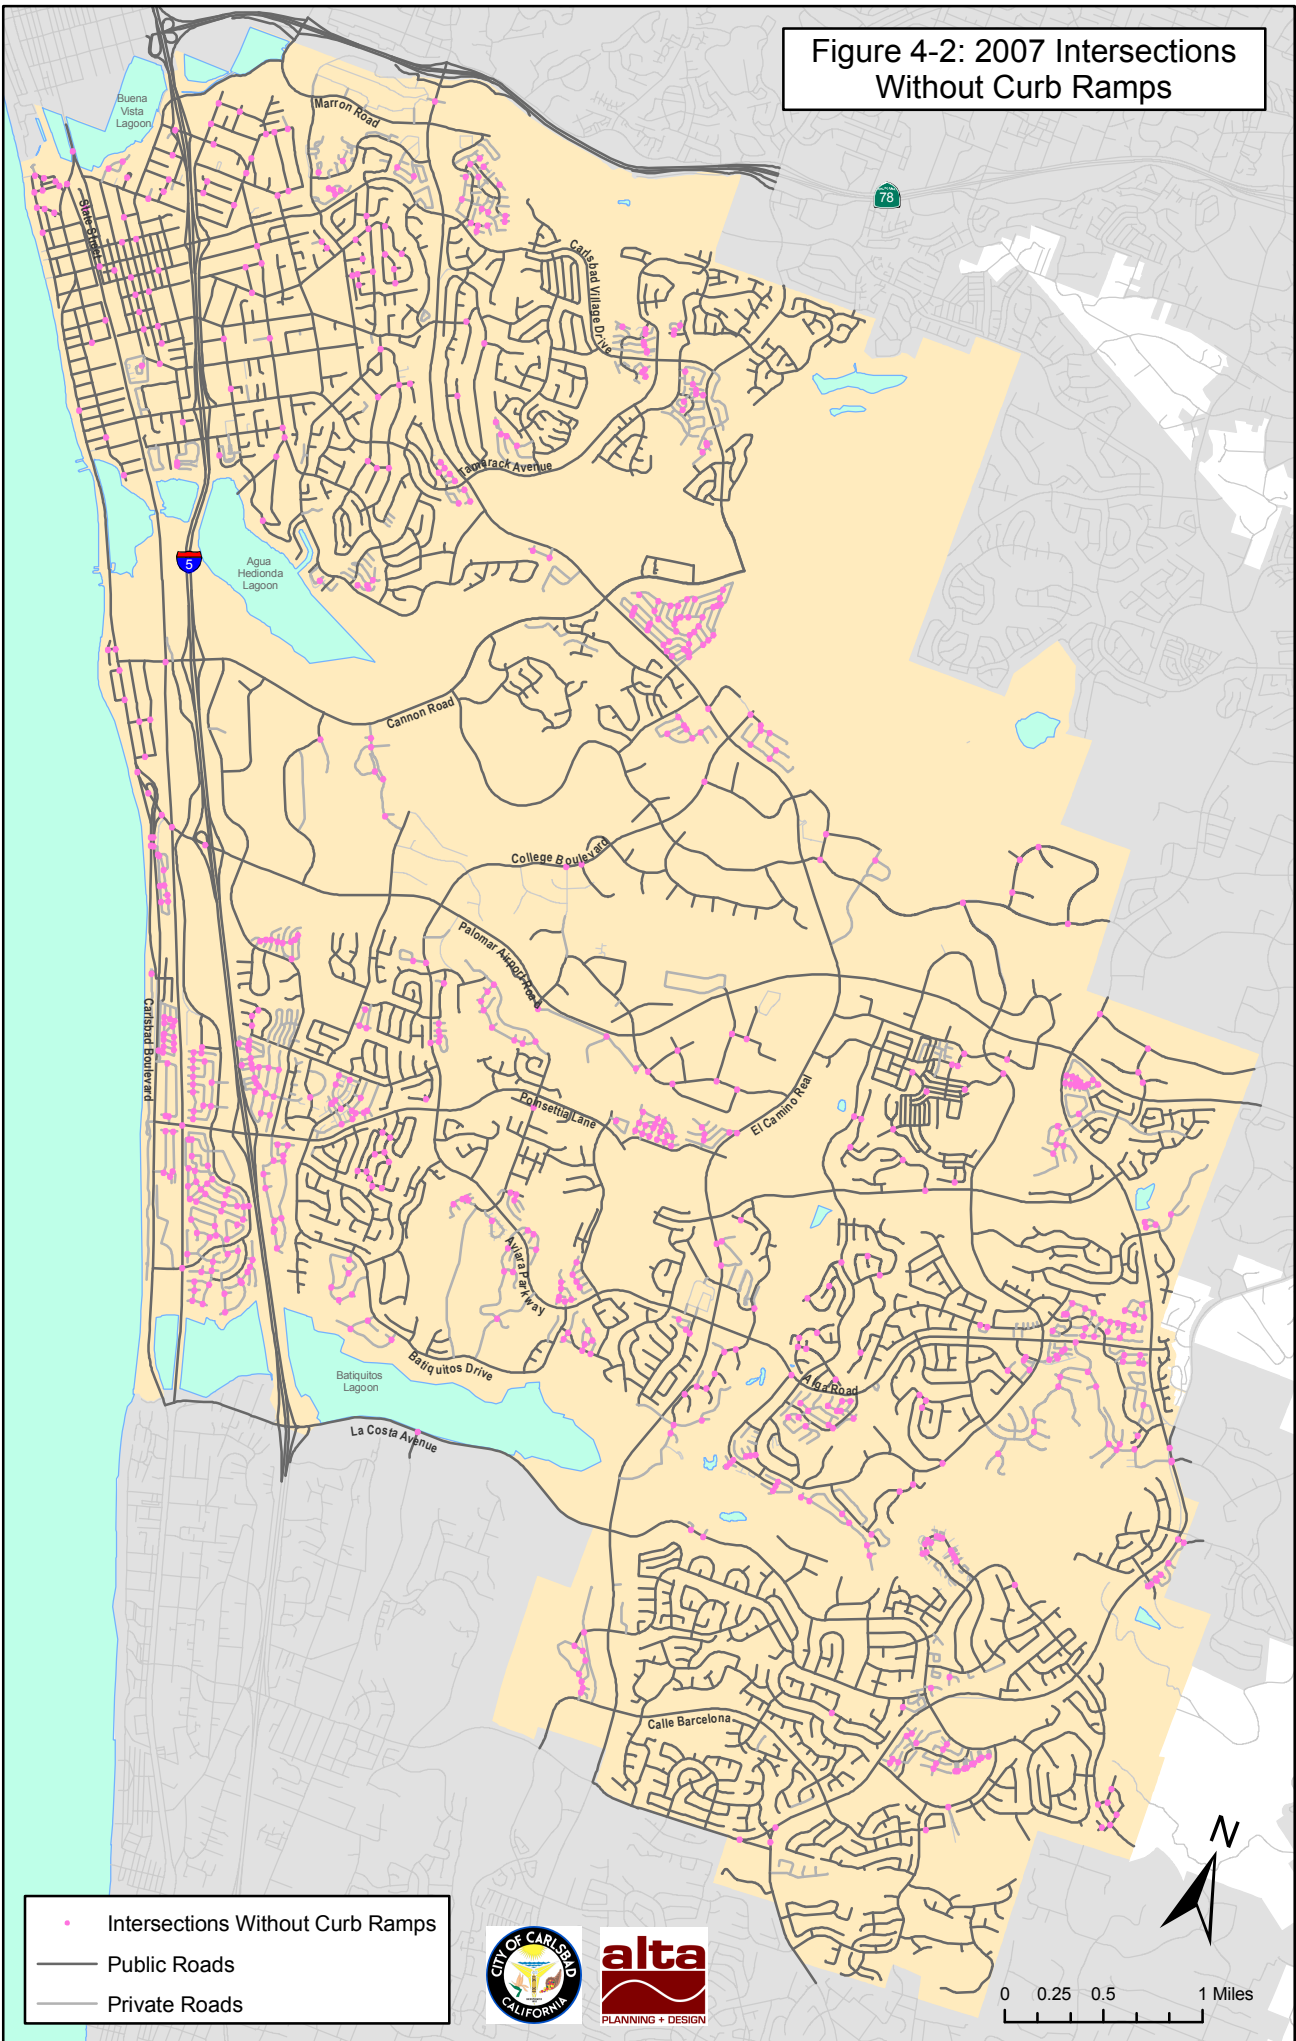 Figure 4-2: 2007 Intersections
Without Curb Ramps
Buena
Vista
Lagoon
Marron Road
78
State Street
Carlsbad Village Drive
Tamarack Avenue
5
Agua
Hedionda
Lagoon
Cannon Road
College Boulevard
Palomar Airport Road
Carlsbad Boulevard
Poinsettia Lane
El Camino Real
Aviara Parkway
Batiquitos Drive
Batiquitos
Lagoon
Alga Road
La Costa Avenue
Calle Barcelona
N
Intersections Without Curb Ramps
Public Roads
Private Roads
CITY OF CARLSBAD
CALIFORNIA
alta
PLANNING + DESIGN
0 0.25 0.5 1 Miles